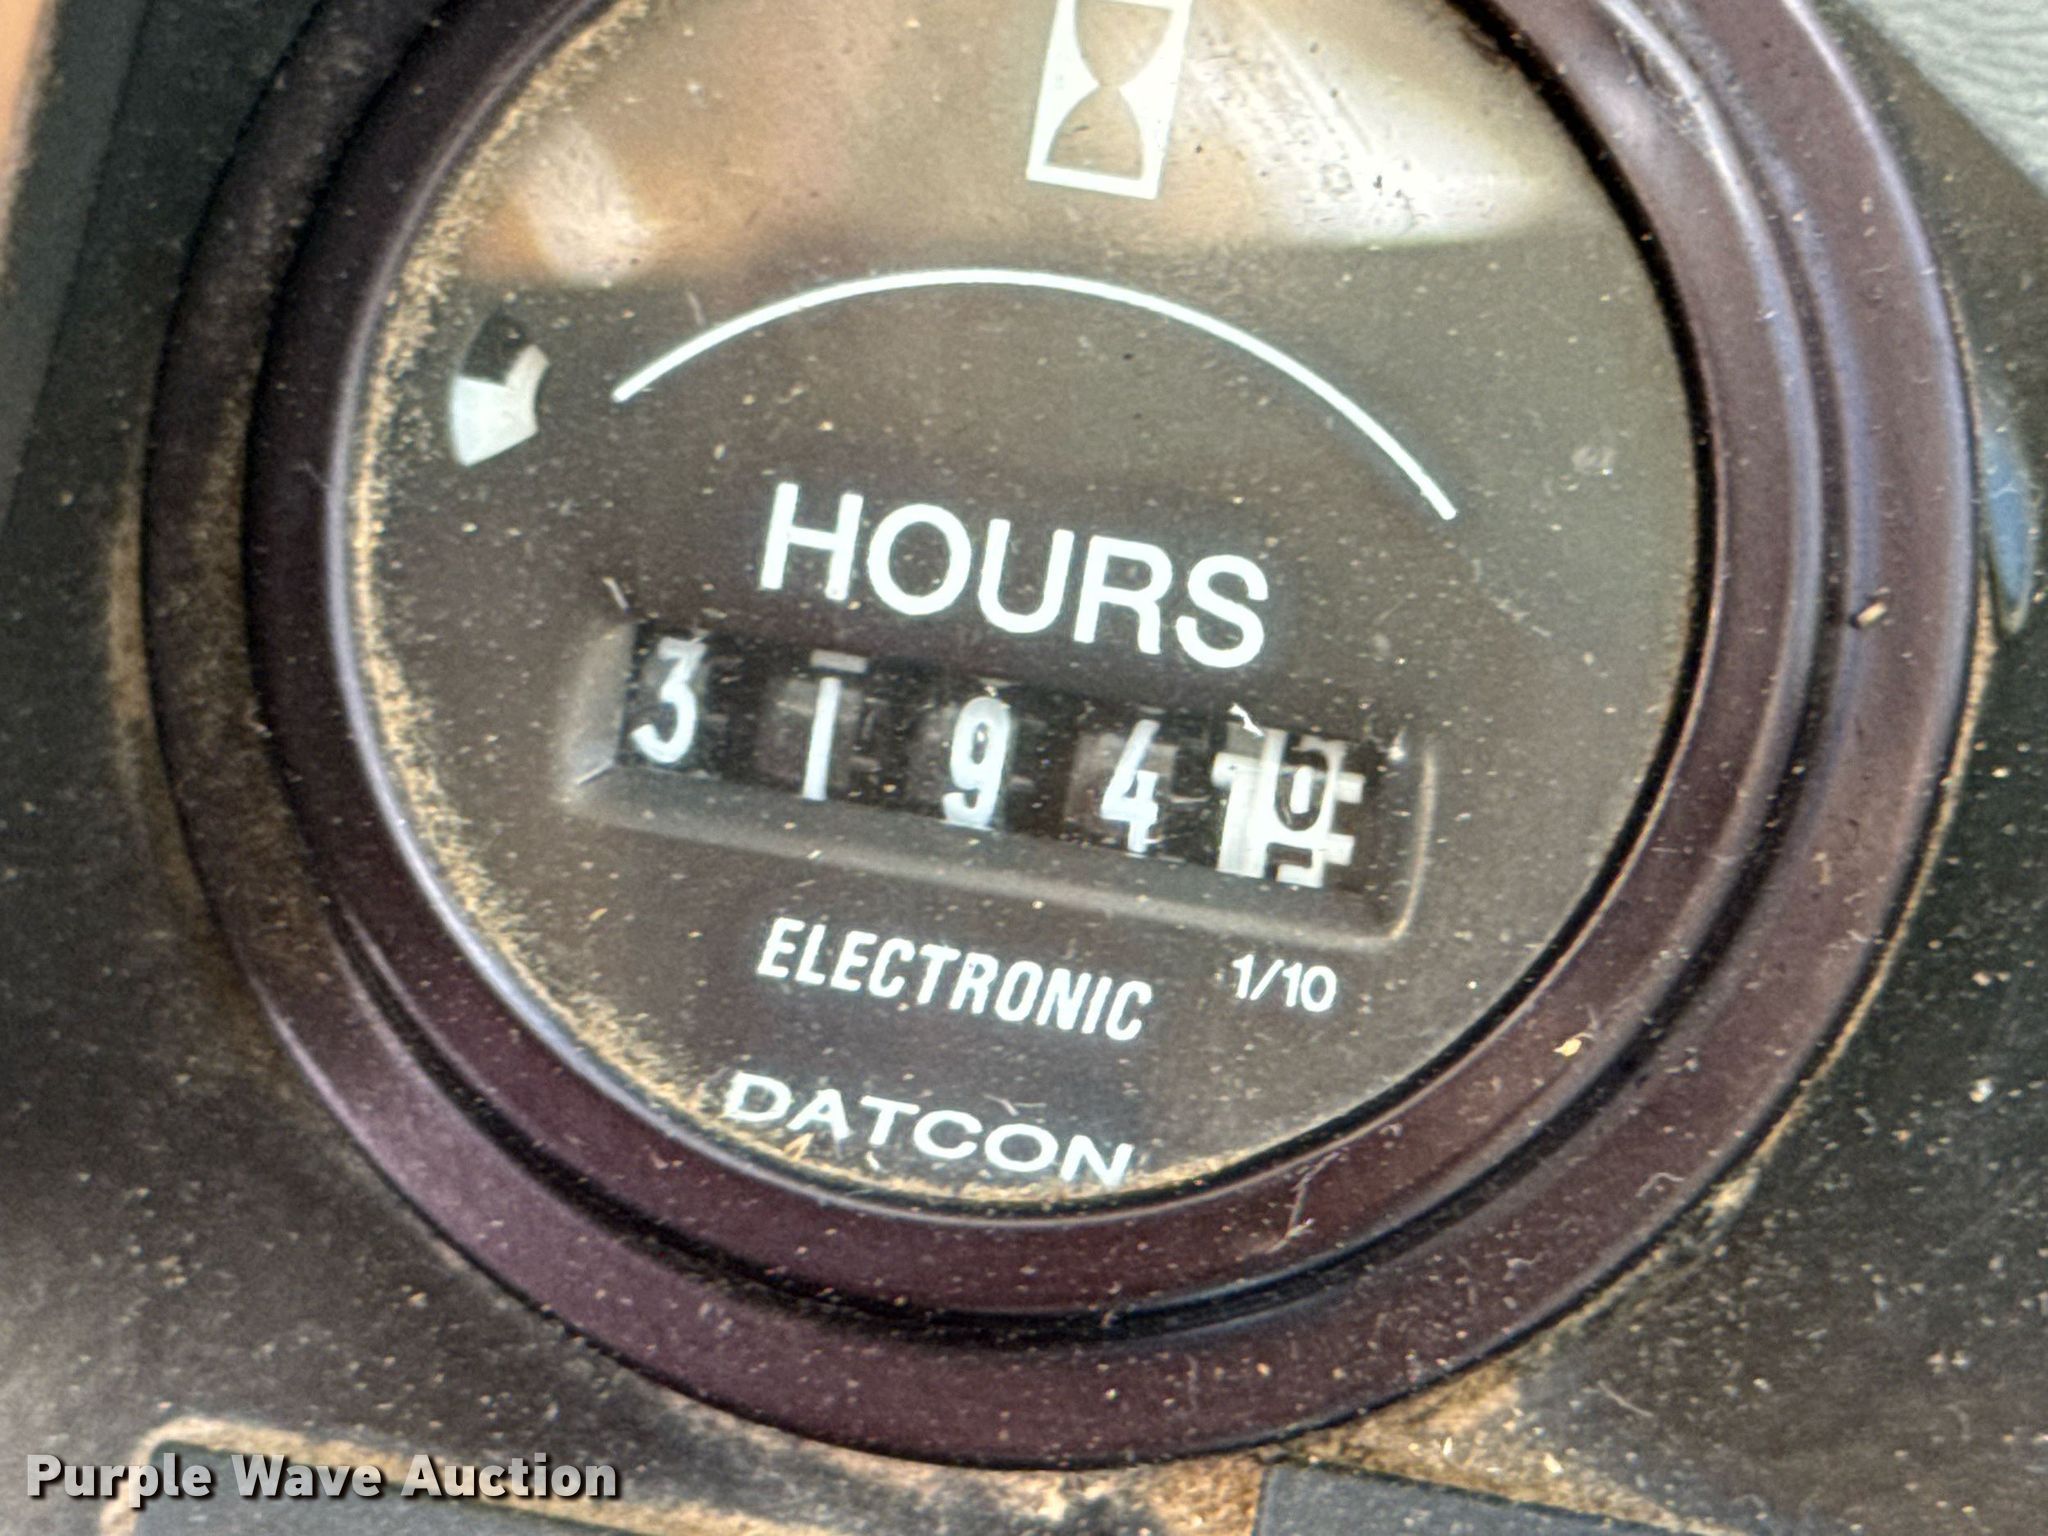 HOURS
3194
ELECTRONIC 1/10
DATCON
Purple Wave Auction